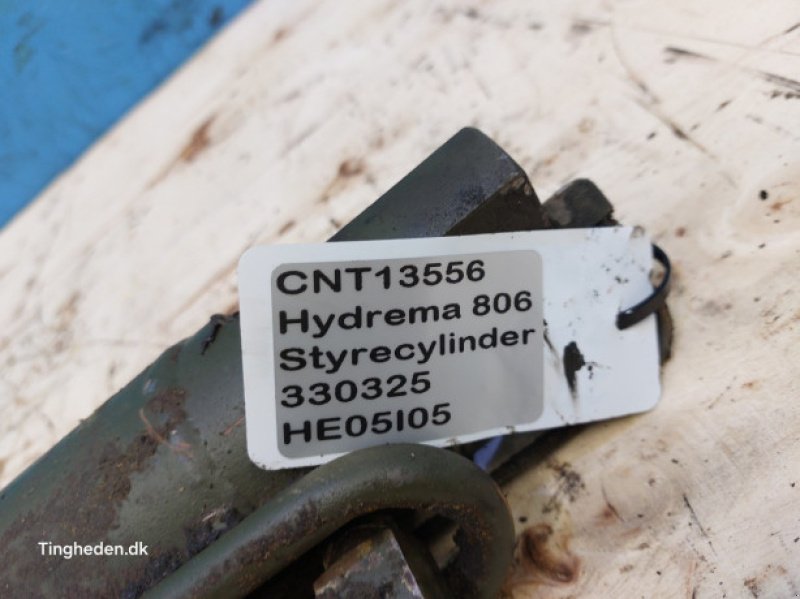 CNT13556
Hydrema 806
Styrecylinder
330325
HE05I05
Tingheden.dk